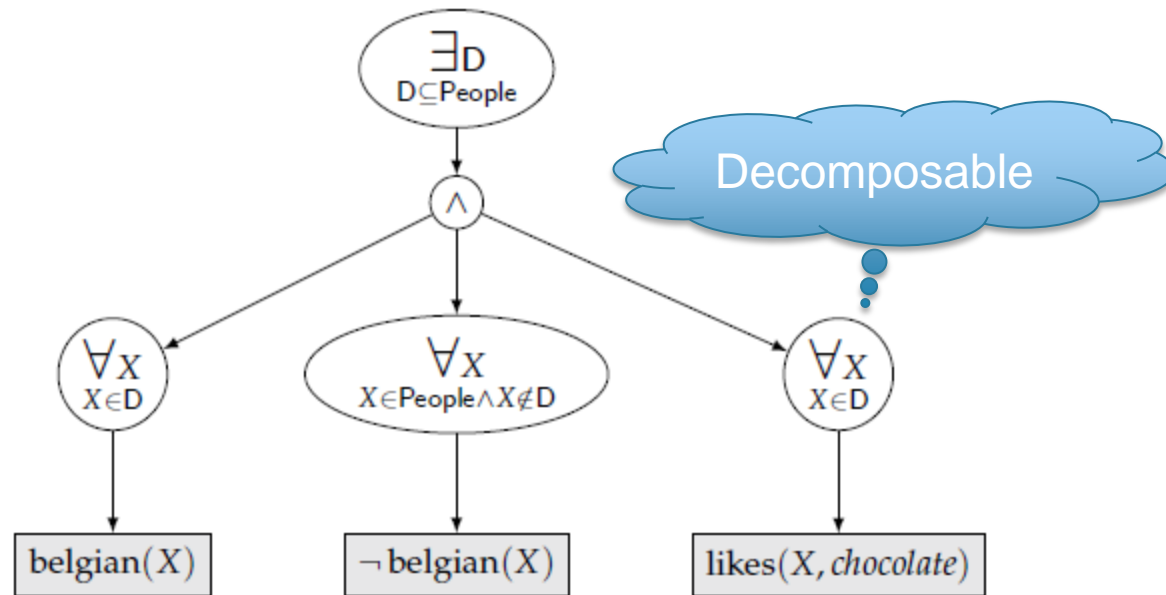 ∃D
D⊆People
Decomposable
∧
∀X
X∈D
∀X
X∈People∧X∉D
∀X
X∈D
belgian(X)
¬ belgian(X)
likes(X, chocolate)